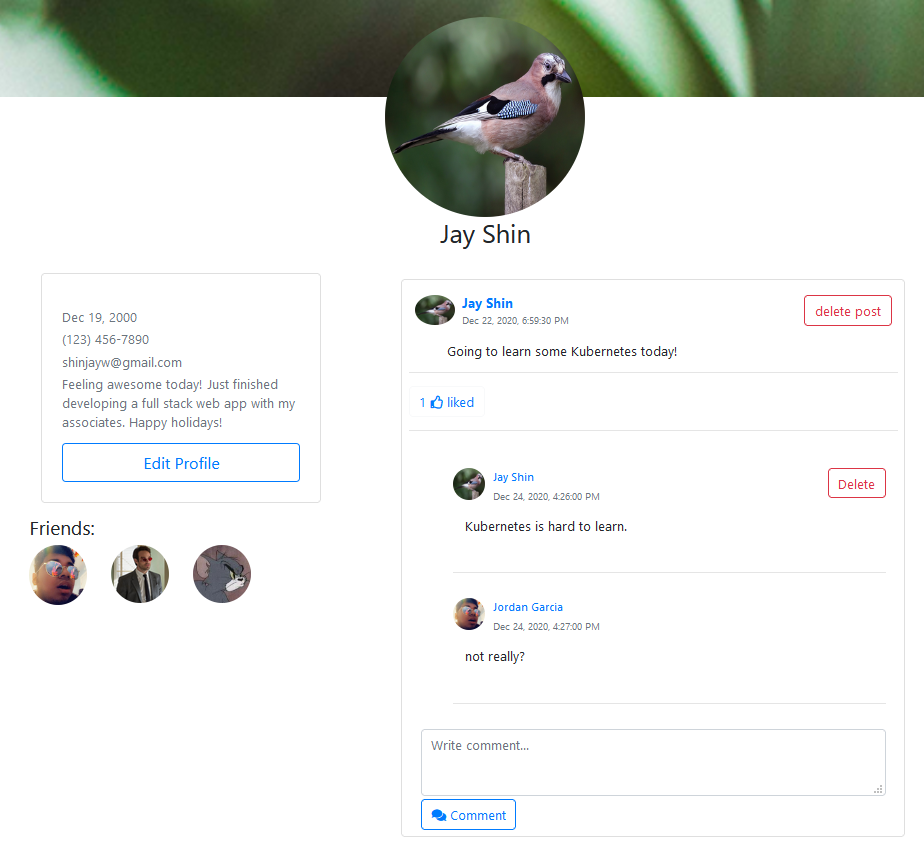 Jay Shin
Dec 19, 2000
(123) 456-7890
shinjayw@gmail.com
Feeling awesome today! Just finished
developing a full stack web app with my
associates. Happy holidays!
Edit Profile
Friends:
Jay Shin
Dec 22, 2020, 6:59:30 PM
delete post
Going to learn some Kubernetes today!
1 liked
Jay Shin
Dec 24, 2020, 4:26:00 PM
Delete
Kubernetes is hard to learn.
Jordan Garcia
Dec 24, 2020, 4:27:00 PM
not really?
Write comment...
Comment